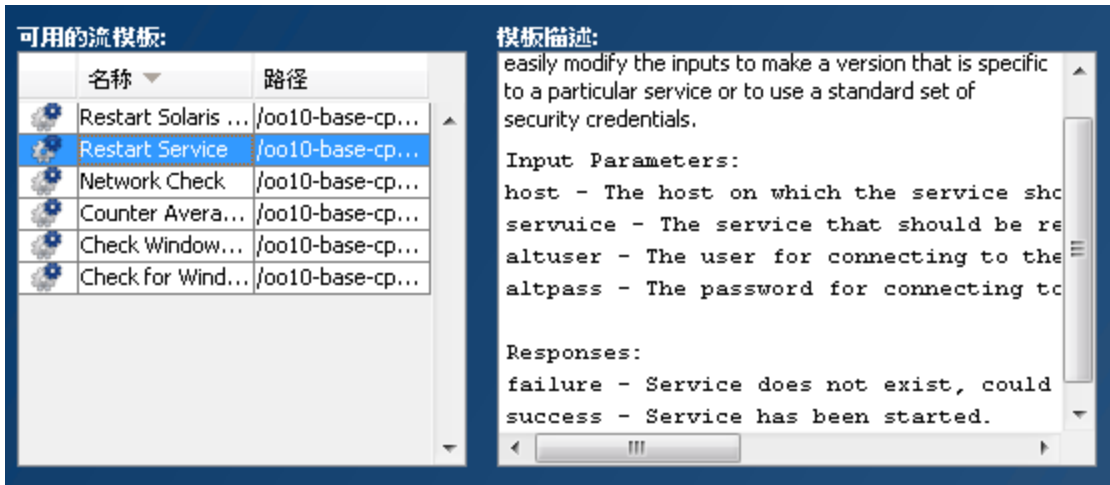 可用的流模板:
名称 路径
Restart Solaris ... /oo10-base-cp...
Restart Service /oo10-base-cp...
Network Check /oo10-base-cp...
Counter Avera... /oo10-base-cp...
Check Window... /oo10-base-cp...
Check for Wind... /oo10-base-cp...
模板描述:
easily modify the inputs to make a version that is specific
to a particular service or to use a standard set of
security credentials.
Input Parameters:
host - The host on which the service sho
servuice - The service that should be re
altuser - The user for connecting to the
altpass - The password for connecting to
Responses:
failure - Service does not exist, could
success - Service has been started.